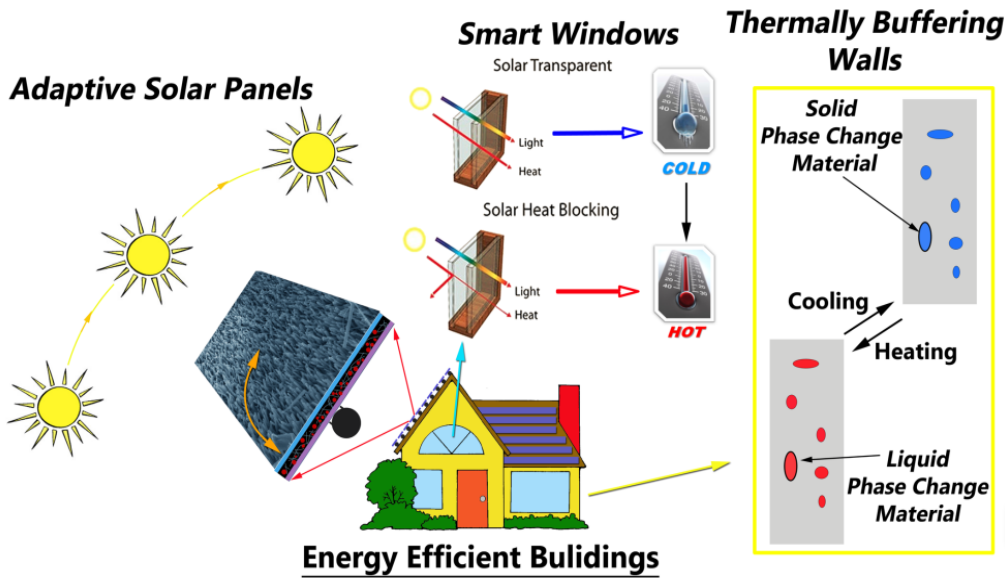 Adaptive Solar Panels
Smart Windows
Solar Transparent
Light
Heat
COLD
Solar Heat Blocking
Light
Heat
HOT
Thermally Buffering
Walls
Solid
Phase Change
Material
Cooling
Heating
Liquid
Phase Change
Material
Energy Efficient Bulidings